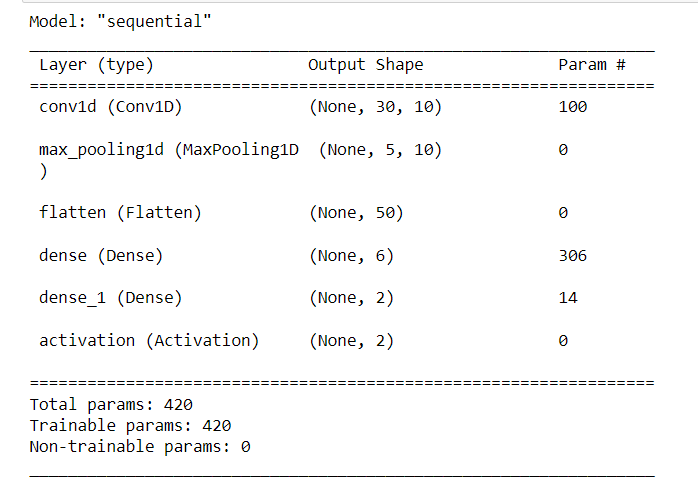 Model: "sequential"
Layer (type) Output Shape Param #
conv1d (Conv1D) (None, 30, 10) 100
max_pooling1d (MaxPooling1D (None, 5, 10) 0
)
flatten (Flatten) (None, 50) 0
dense (Dense) (None, 6) 306
dense_1 (Dense) (None, 2) 14
activation (Activation) (None, 2) 0
Total params: 420
Trainable params: 420
Non-trainable params: 0